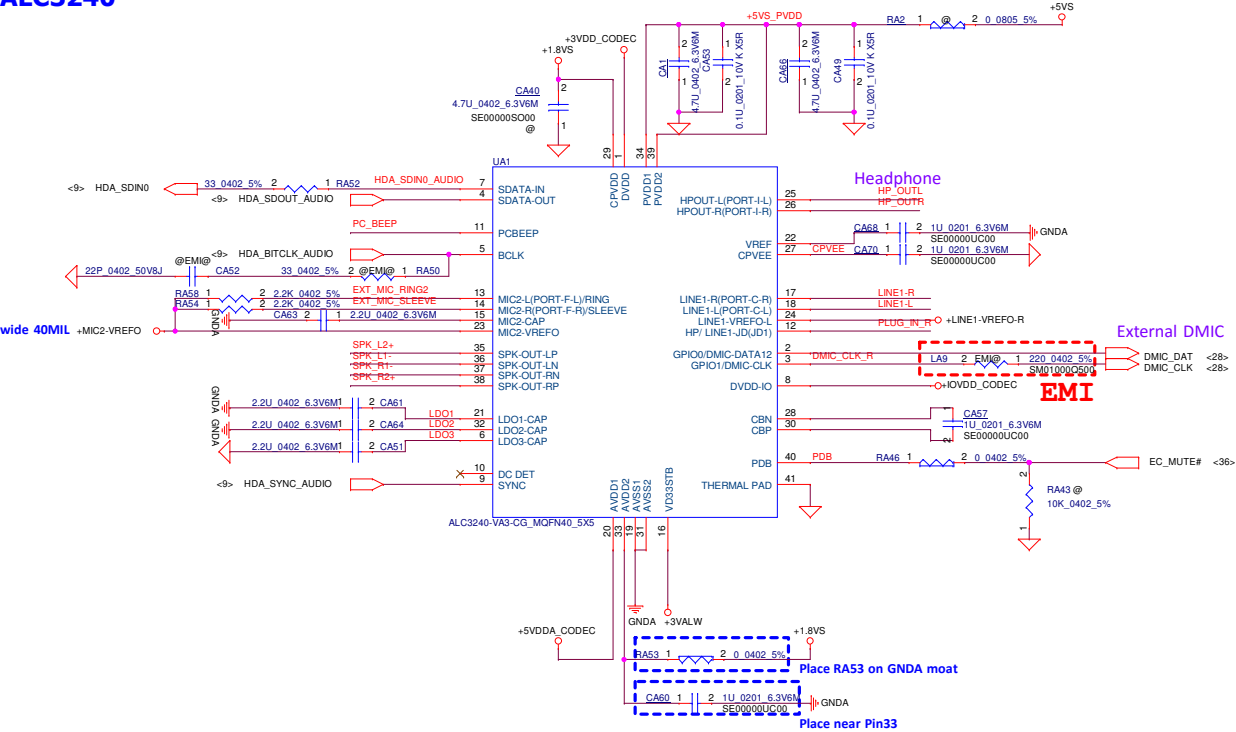 ALC3240
+5VS
+5VS_PVDD
RA2 1 @ 2 0_0805_5%
+3VDD_CODEC
+1.8VS
CA40
2
4.7U_0402_6.3V6M
SE00000SO00
@
1
2
CA1
1
4.7U_0402_6.3V6M
1
CA53
2
0.1U_0201_10V K X5R
2
CA66
1
4.7U_0402_6.3V6M
1
CA49
2
0.1U_0201_10V K X5R
29
1
34
39
UA1
CPVDD
DVDD
PVDD1
PVDD2
<9> HDA_SDIN0 33_0402_5% 2 1 RA52 HDA_SDIN0_AUDIO 7 SDATA-IN
<9> HDA_SDOUT_AUDIO 4 SDATA-OUT
PC_BEEP 11 PCBEEP
<9> HDA_BITCLK_AUDIO 5 BCLK
@EMI@
22P_0402_50V8J CA52 33_0402_5% 2 @EMI@ 1 RA50
RA58 1 2 2.2K_0402_5% EXT_MIC_RING2 13 MIC2-L(PORT-F-L)/RING
RA54 1 2 2.2K_0402_5% EXT_MIC_SLEEVE 14 MIC2-R(PORT-F-R)/SLEEVE
GNDA CA63 2 1 2.2U_0402_6.3V6M 15 MIC2-CAP
wide 40MIL +MIC2-VREFO 23 MIC2-VREFO
SPK_L2+ 35 SPK-OUT-LP
SPK_L1- 36 SPK-OUT-LN
SPK_R1- 37 SPK-OUT-RN
SPK_R2+ 38 SPK-OUT-RP
GNDA 2.2U_0402_6.3V6M 1 2 CA61 LDO1 21 LDO1-CAP
GNDA 2.2U_0402_6.3V6M 1 2 CA64 LDO2 32 LDO2-CAP
2.2U_0402_6.3V6M 1 2 CA51 LDO3 6 LDO3-CAP
10 DC DET
<9> HDA_SYNC_AUDIO 9 SYNC
Headphone
HPOUT-L(PORT-I-L) 25 HP_OUTL
HPOUT-R(PORT-I-R) 26 HP_OUTR
VREF 22 CA68 1 2 1U_0201_6.3V6M GNDA
SE00000UC00
CPVEE 27 CPVEE CA70 1 2 1U_0201_6.3V6M
SE00000UC00
LINE1-R(PORT-C-R) 17 LINE1-R
LINE1-L(PORT-C-L) 18 LINE1-L
LINE1-VREFO-L 24 +LINE1-VREFO-R
HP/ LINE1-JD(JD1) 12 PLUG_IN_R
External DMIC
GPIO0/DMIC-DATA12 2 DMIC_DAT <28>
GPIO1/DMIC-CLK 3 DMIC_CLK_R LA9 2 EMI@ 1 220_0402_5% DMIC_CLK <28>
SM01000Q500
EMI
DVDD-IO 8 +IOVDD_CODEC
CBN 28
CBP 30
1
CA57
1U_0201_6.3V6M
SE00000UC00
2
PDB 40 PDB RA46 1 2 0_0402_5% EC_MUTE# <36>
THERMAL PAD 41
2
RA43 @
10K_0402_5%
1
AVDD1
AVDD2
AVSS1
AVSS2
VD33STB
ALC3240-VA3-CG_MQFN40_5X5
20
33
19
31
16
GNDA +3VALW
+5VDDA_CODEC
+1.8VS
RA53 1 2 0_0402_5%
Place RA53 on GNDA moat
CA60 1 2 1U_0201_6.3V6M GNDA
SE00000UC00
Place near Pin33